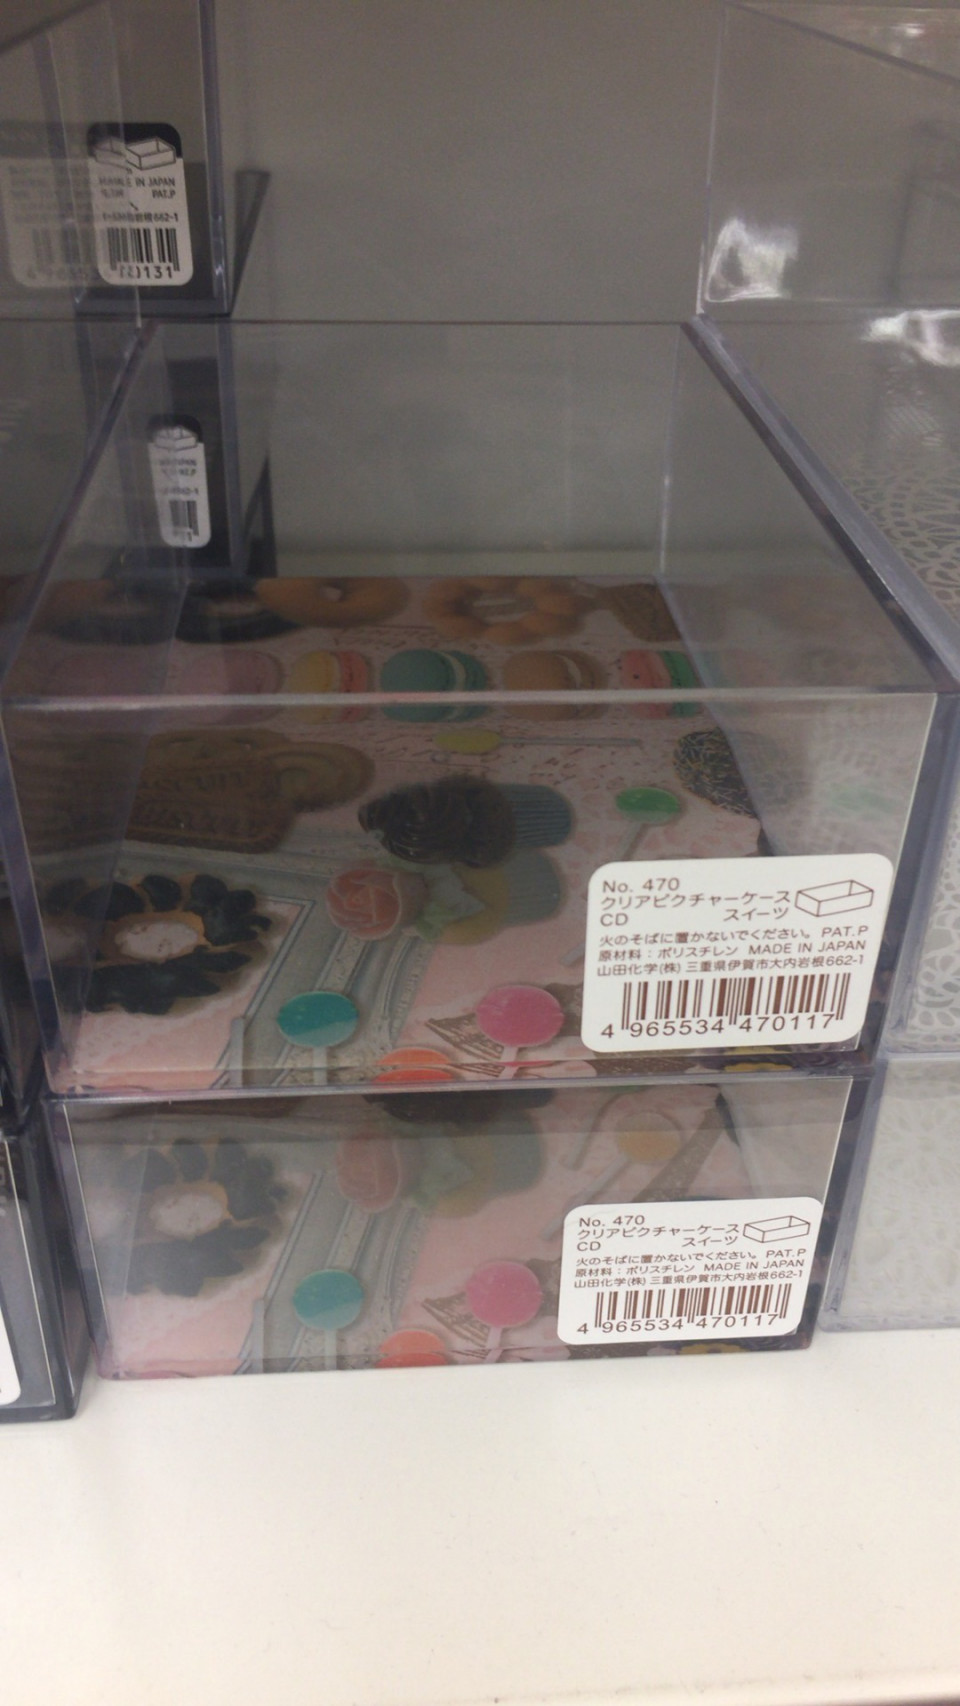 MADE IN JAPAN
PAT.P
662-1
131
No. 470
クリアピクチャーケース
CD スイーツ
火のそばに置かないでください。 PAT.P
原材料：ポリスチレン MADE IN JAPAN
山田化学(株) 三重県伊賀市大内岩根662-1
4 965534 470117
No. 470
クリアピクチャーケース
CD スイーツ
火のそばに置かないでください。 PAT.P
原材料：ポリスチレン MADE IN JAPAN
山田化学(株) 三重県伊賀市大内岩根662-1
4 965534 470117